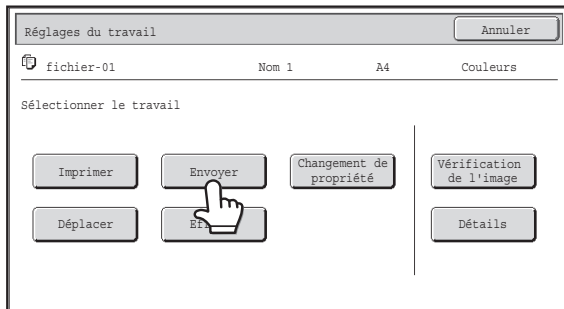 Réglages du travail
Annuler
fichier-01 Nom 1 A4 Couleurs
Sélectionner le travail
Imprimer
Envoyer
Changement de
propriété
Vérification
de l'image
Déplacer
Détails